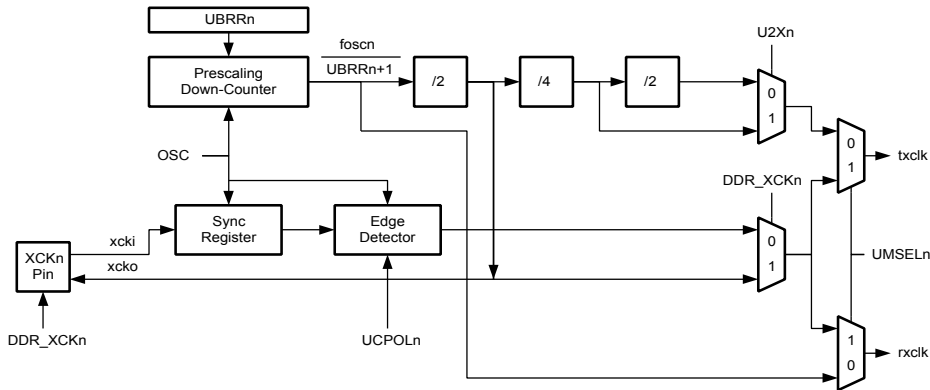 UBRRn
foscn
UBRRn+1
Prescaling
Down-Counter
/2
/4
/2
U2Xn
0
1
OSC
0
1
txclk
DDR_XCKn
Sync
Register
Edge
Detector
xcki
XCKn
Pin
xcko
0
1
UMSELn
DDR_XCKn
UCPOLn
1
0
rxclk